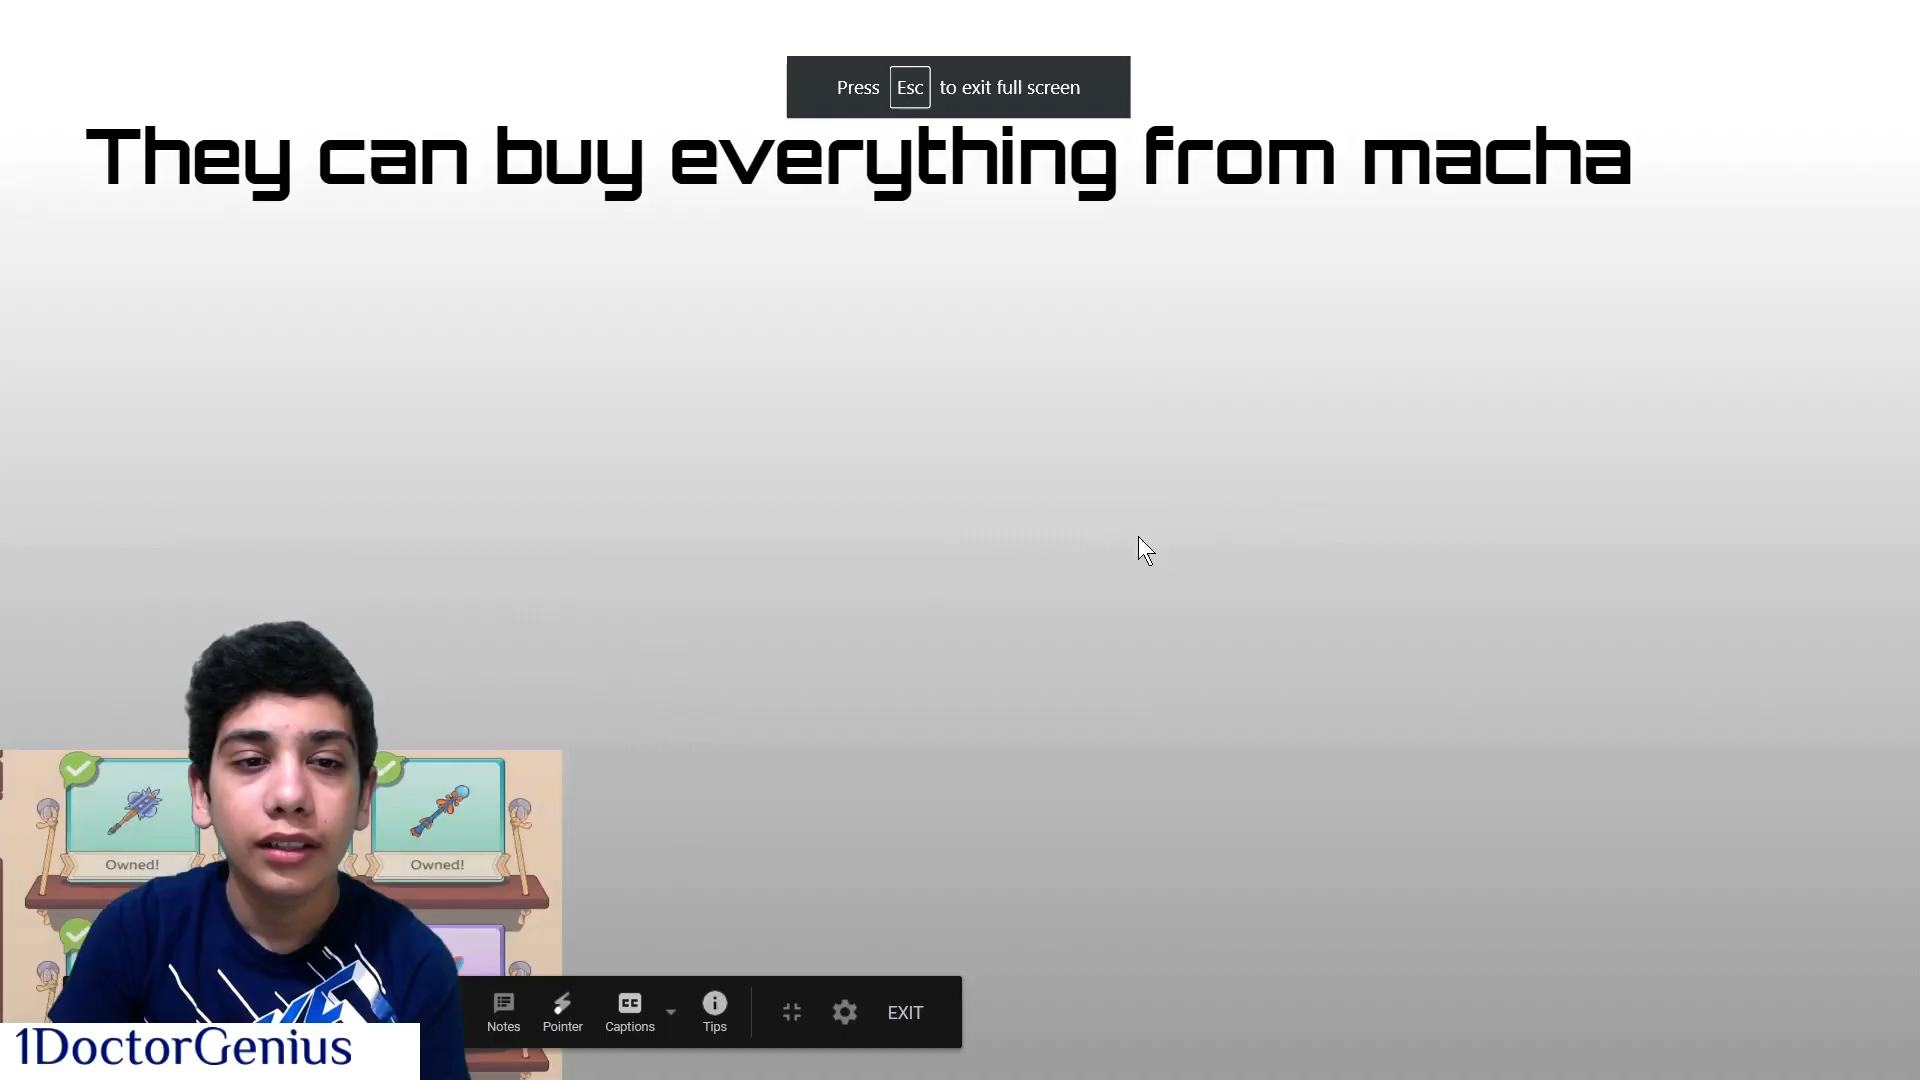 Press Esc to exit full screen
They can buy everything from macha
Owned!
Owned!
Notes
Pointer
Captions
Tips
EXIT
1DoctorGenius